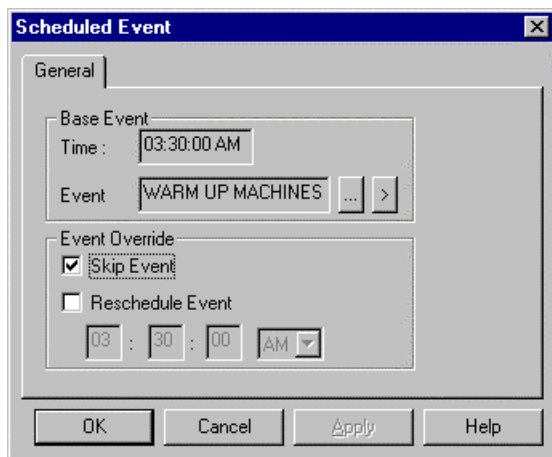 Scheduled Event
General
Base Event
Time : 03:30:00 AM
Event WARM UP MACHINES ... >
Event Override
Skip Event
Reschedule Event
03 : 30 : 00 AM
OK Cancel Apply Help